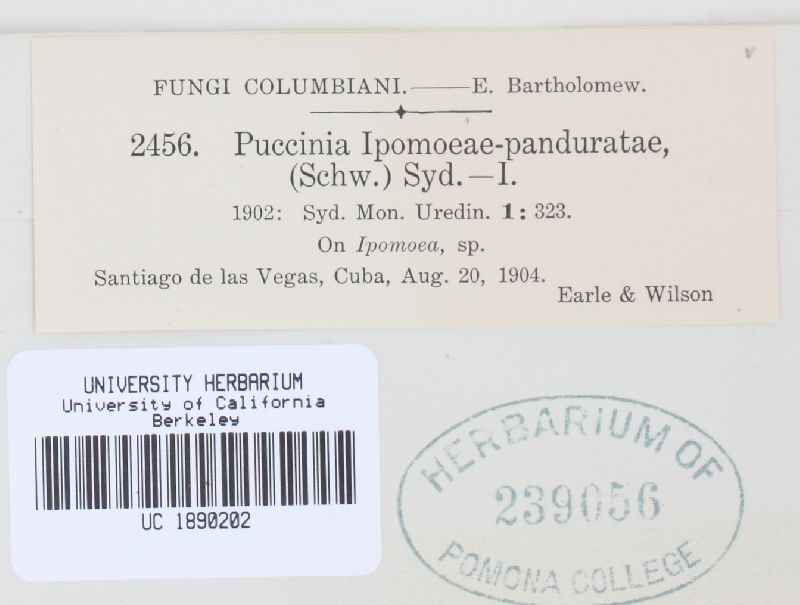 FUNGI COLUMBIANI.——E. Bartholomew.
2456. Puccinia Ipomoeae-panduratae,
(Schw.) Syd.—I.
1902: Syd. Mon. Uredin. 1: 323.
On Ipomoea, sp.
Santiago de las Vegas, Cuba, Aug. 20, 1904.
Earle & Wilson
UNIVERSITY HERBARIUM
University of California
Berkeley
UC 1890202
HERBARIUM OF
239056
POMONA COLLEGE